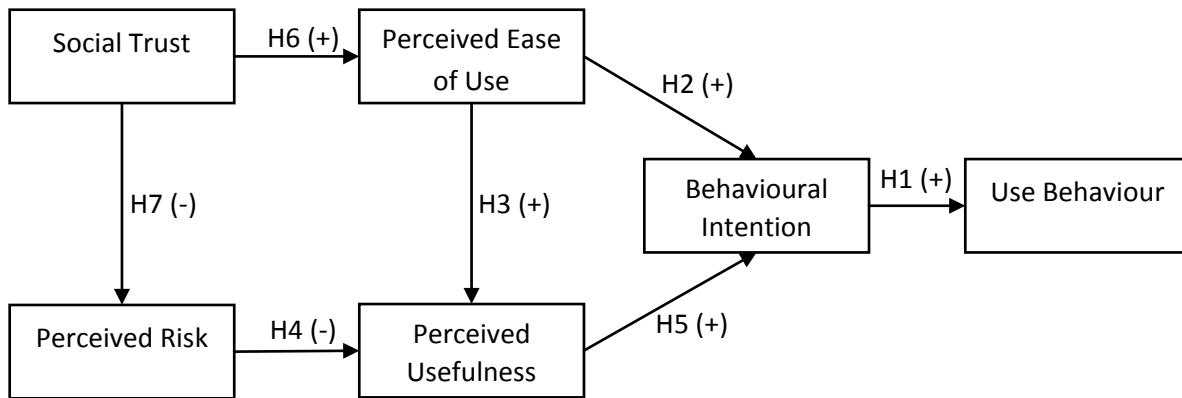 Social Trust
H6 (+)
Perceived Ease
of Use
H2 (+)
H7 (-)
H3 (+)
Behavioural
Intention
H1 (+)
Use Behaviour
Perceived Risk
H4 (-)
Perceived
Usefulness
H5 (+)